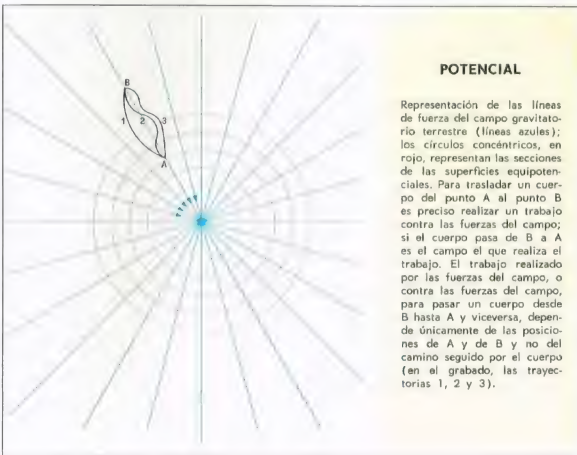 B
1
2
3
A
POTENCIAL
Representación de las líneas
de fuerza del campo gravitato-
rio terrestre (líneas azules);
los círculos concéntricos, en
rojo, representan las secciones
de las superficies equipoten-
ciales. Para trasladar un cuer-
po del punto A al punto B
es preciso realizar un trabajo
contra las fuerzas del campo;
si el cuerpo pasa de B a A
es el campo el que realiza el
trabajo. El trabajo realizado
por las fuerzas del campo, o
contra las fuerzas del campo,
para pasar un cuerpo desde
B hasta A y viceversa, depen-
de únicamente de las posicio-
nes de A y de B y no del
camino seguido por el cuerpo
(en el grabado, las trayec-
torias 1, 2 y 3).